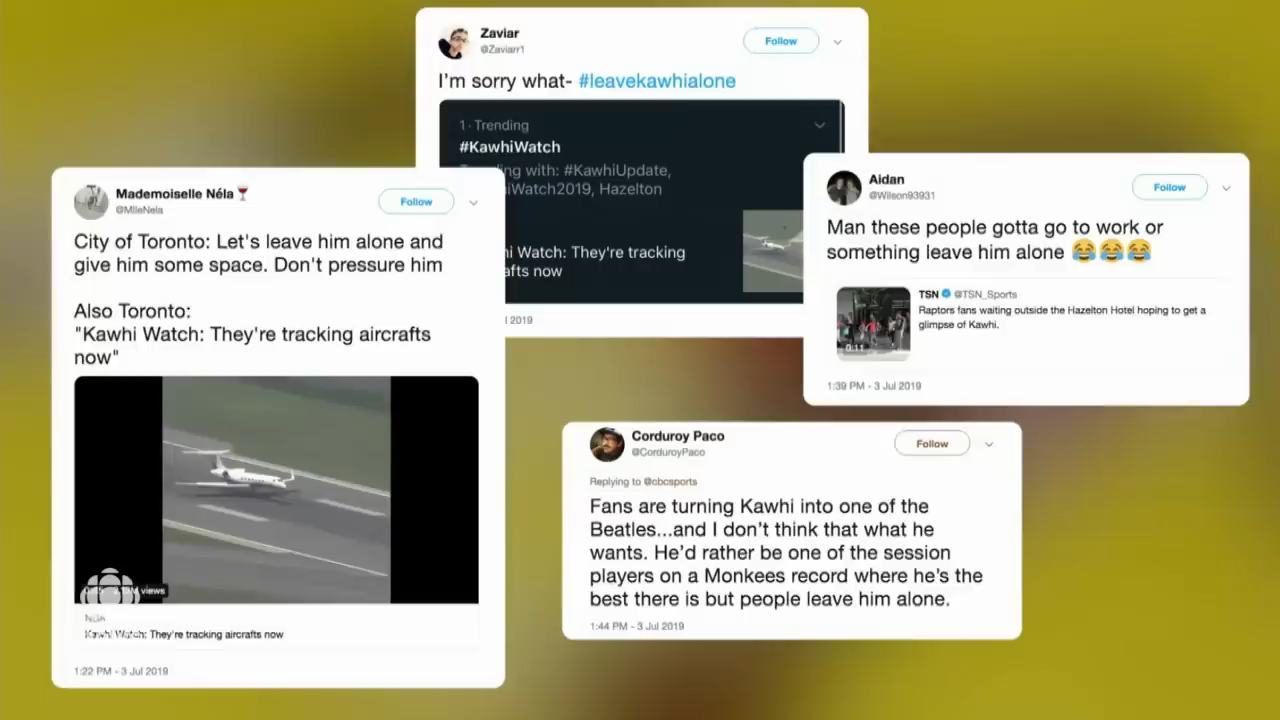 Zaviar
@Zaviarr1
Follow
I'm sorry what- #leavekawhialone
1 · Trending
#KawhiWatch
ng with: #KawhiUpdate,
iWatch2019, Hazelton
hi Watch: They're tracking
afts now
l 2019
Mademoiselle Néla🍷
@MlleNela
Follow
City of Toronto: Let's leave him alone and
give him some space. Don't pressure him
Also Toronto:
"Kawhi Watch: They're tracking aircrafts
now"
views
Kawhi Watch: They're tracking aircrafts now
1:22 PM - 3 Jul 2019
Aidan
@Wilson93931
Follow
Man these people gotta go to work or
something leave him alone 😂😂😂
TSN @TSN_Sports
Raptors fans waiting outside the Hazelton Hotel hoping to get a
glimpse of Kawhi.
0:11
1:39 PM - 3 Jul 2019
Corduroy Paco
@CorduroyPaco
Follow
Replying to @cbcsports
Fans are turning Kawhi into one of the
Beatles...and I don't think that what he
wants. He'd rather be one of the session
players on a Monkees record where he's the
best there is but people leave him alone.
1:44 PM - 3 Jul 2019